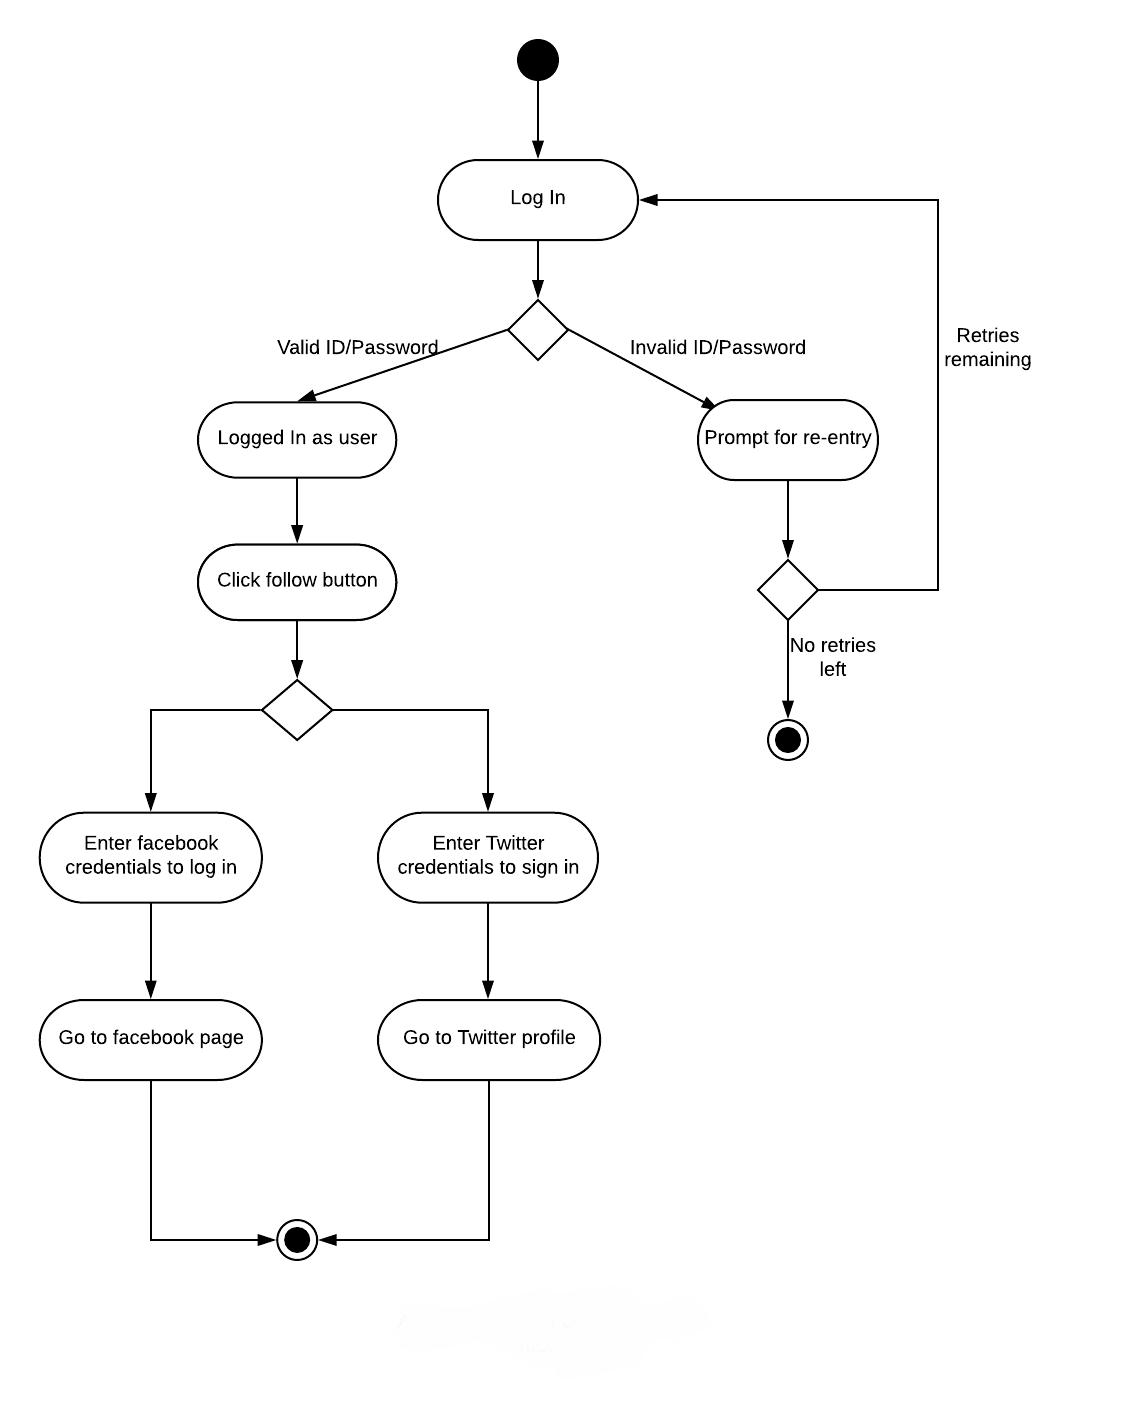 Log In
Valid ID/Password
Invalid ID/Password
Retries
remaining
Logged In as user
Prompt for re-entry
Click follow button
No retries
left
Enter facebook
credentials to log in
Enter Twitter
credentials to sign in
Go to facebook page
Go to Twitter profile